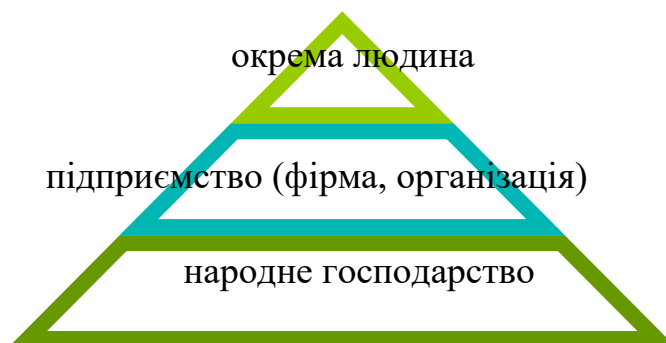 окрема людина
підприємство (фірма, організація)
народне господарство